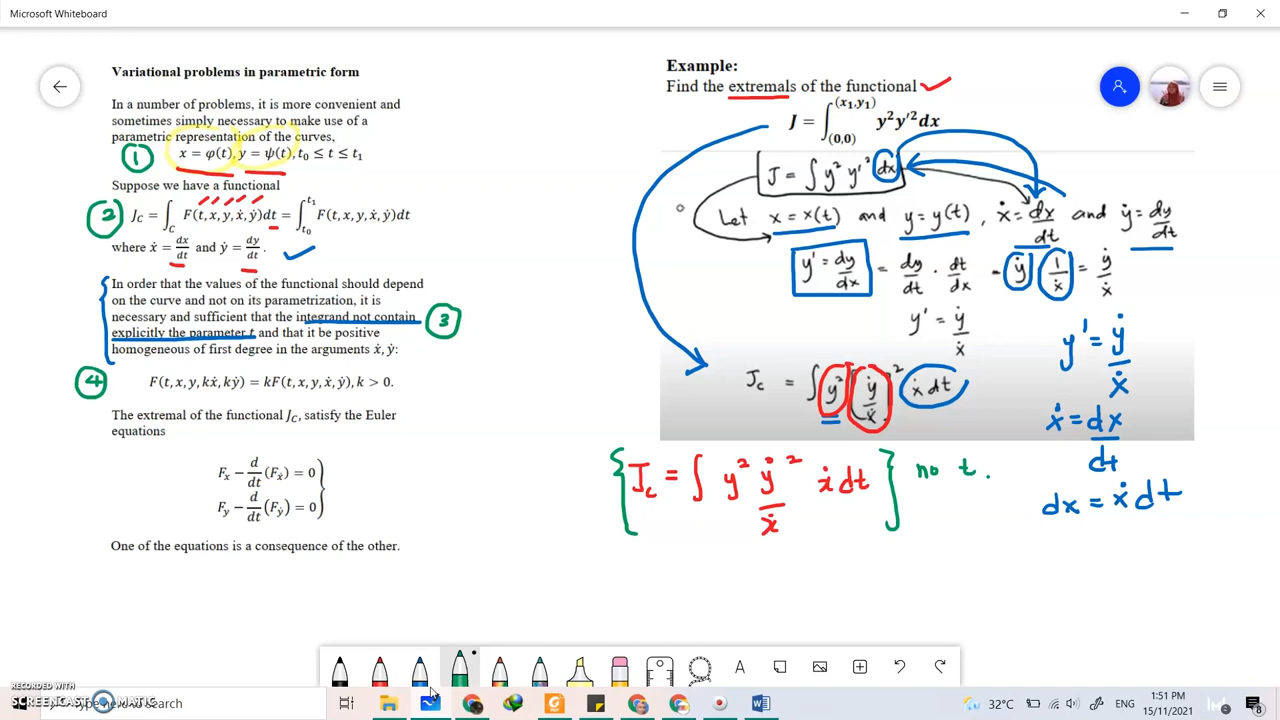 Microsoft Whiteboard
Variational problems in parametric form
In a number of problems, it is more convenient and
sometimes simply necessary to make use of a
parametric representation of the curves,
① x = φ(t), y = ψ(t), t₀ ≤ t ≤ t₁
Suppose we have a functional
② J_C = ∫_C F(t, x, y, ẋ, ẏ)dt = ∫_{t₀}^{t₁} F(t, x, y, ẋ, ẏ)dt
where ẋ = dx/dt and ẏ = dy/dt .
In order that the values of the functional should depend
on the curve and not on its parametrization, it is
necessary and sufficient that the integrand not contain
③
explicitly the parameter t and that it be positive
homogeneous of first degree in the arguments ẋ, ẏ:
④ F(t, x, y, kẋ, kẏ) = kF(t, x, y, ẋ, ẏ), k > 0.
The extremal of the functional J_C, satisfy the Euler
equations
F_x − d/dt (F_ẋ) = 0
F_y − d/dt (F_ẏ) = 0
One of the equations is a consequence of the other.
Example:
Find the extremals of the functional
J = ∫_{(0,0)}^{(x₁,y₁)} y²y′²dx
J = ∫ y² y′² dx
Let x = x(t) and y = y(t) , ẋ = dx/dt and ẏ = dy/dt
y′ = dy/dx = dy/dt · dt/dx = ẏ 1/ẋ = ẏ/ẋ
y′ = ẏ/ẋ
J_C = ∫ y² (ẏ/ẋ)² ẋ dt
y′ = ẏ/ẋ
ẋ = dx/dt
dx = ẋ dt
J_C = ∫ y² ẏ²/ẋ ẋ dt no t.
RECORDED WITH
SCREENCAST MATIC
here to search
32°C
ENG
1:51 PM
15/11/2021
8